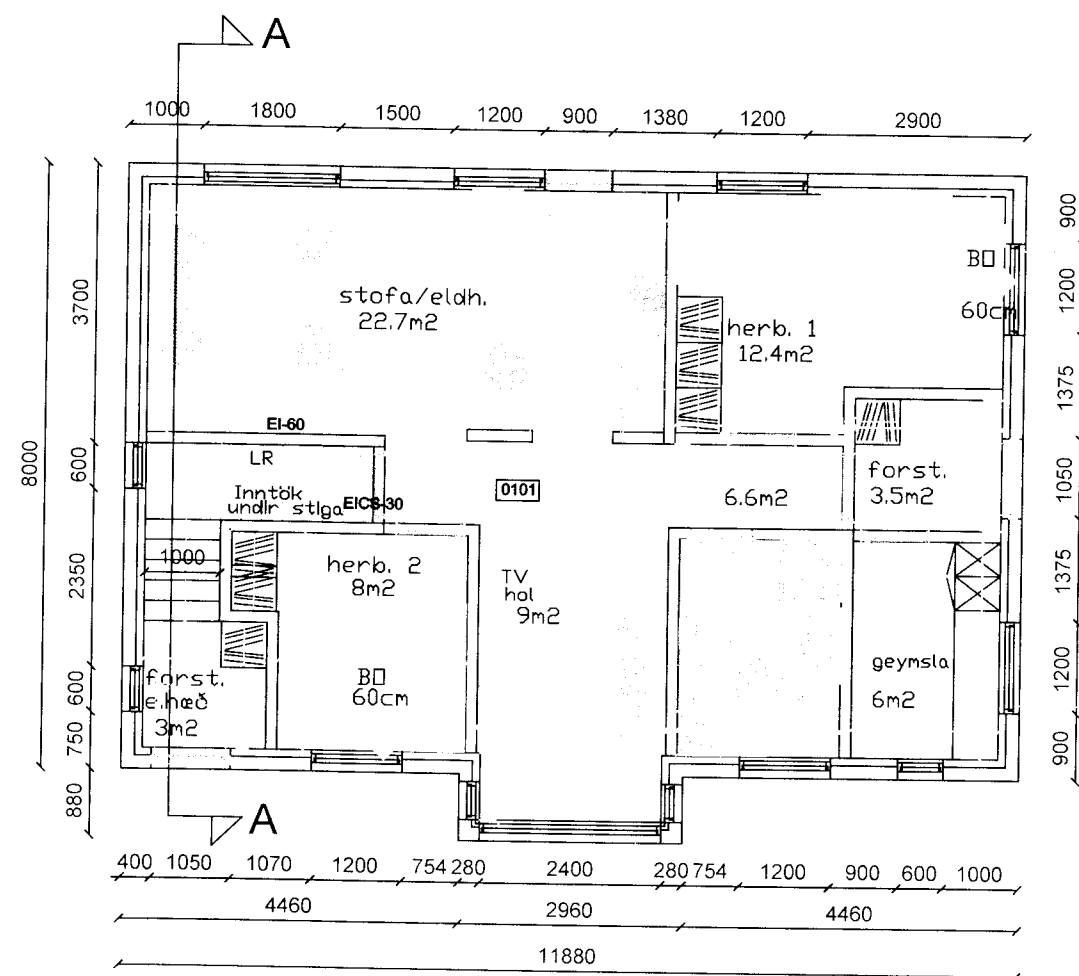 A
1000 1800 1500 1200 900 1380 1200 2900
8000
3700
600
2350
600
750
880
900
1200
1375
1050
1375
1200
900
stofa/eldh.
22.7m2
herb. 1
12.4m2
B
60cm
EI-60
LR
Inntök
undir stiga
EICS-30
0101
6.6m2
forst.
3.5m2
1000
herb. 2
8m2
B
60cm
TV
hol
9m2
geymsla
6m2
forst.
e.hæð
3m2
A
400 1050 1070 1200 754 280 2400 280 754 1200 900 600 1000
4460 2960 4460
11880